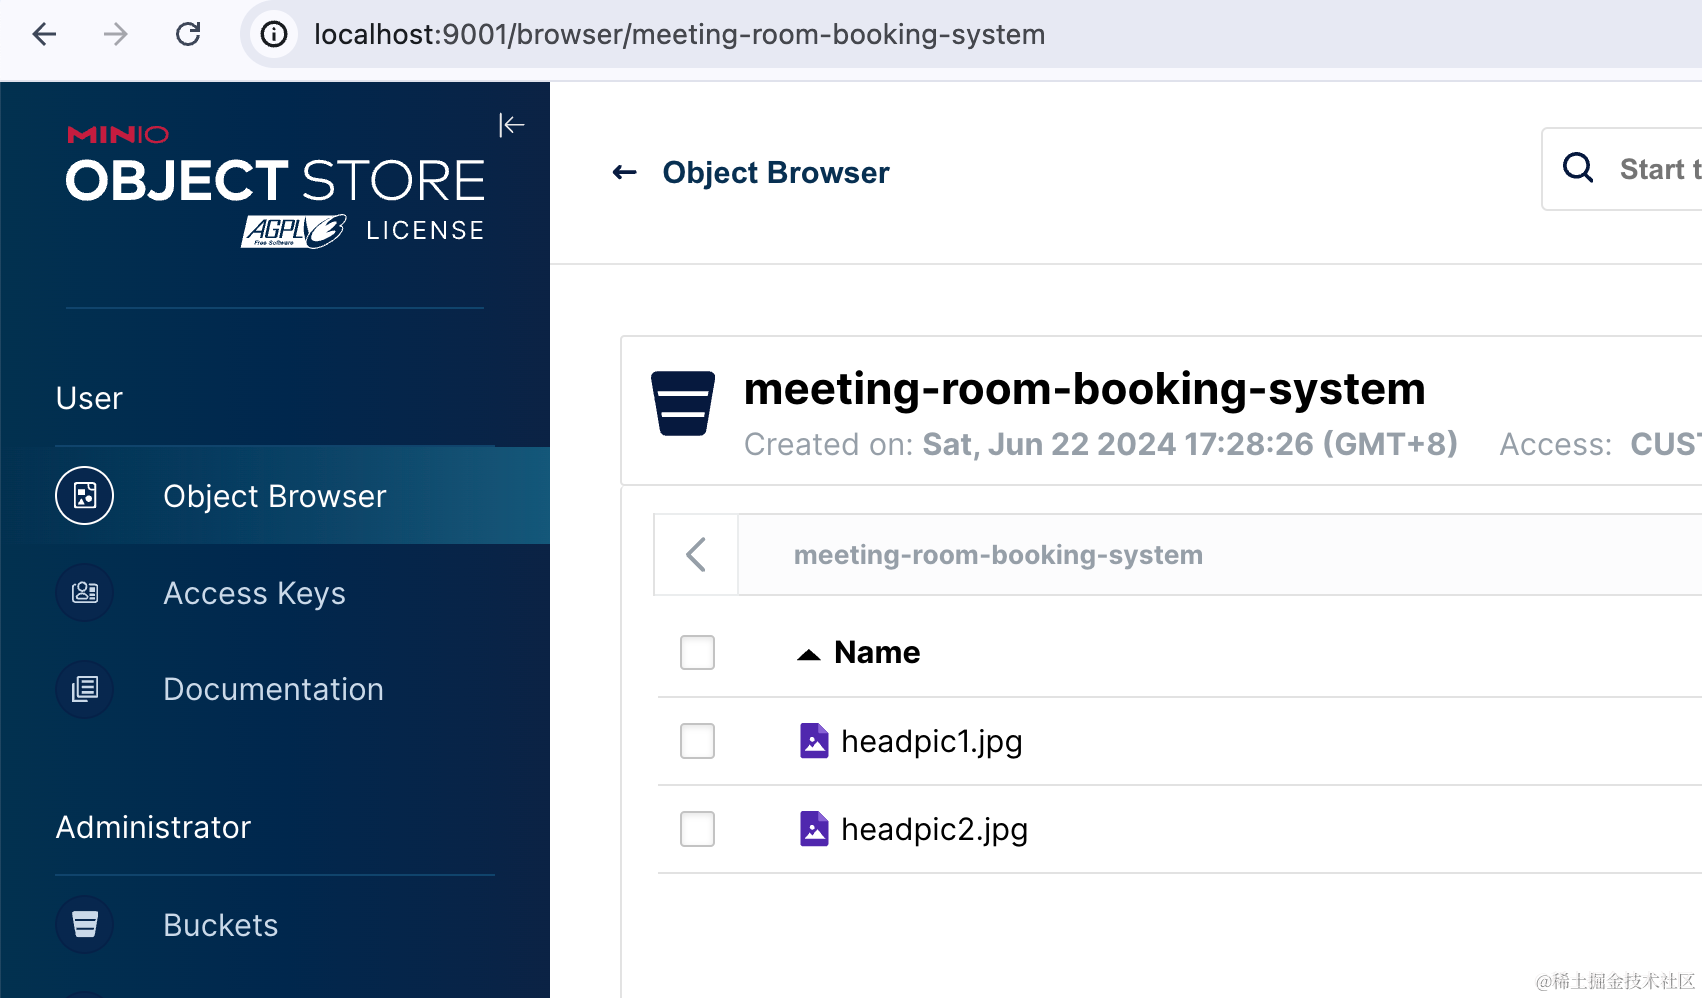 localhost:9001/browser/meeting-room-booking-system
MINIO
OBJECT STORE
AGPL v3 LICENSE
Free Software
Object Browser
Start t
User
Object Browser
Access Keys
Documentation
Administrator
Buckets
meeting-room-booking-system
Created on: Sat, Jun 22 2024 17:28:26 (GMT+8) Access: CUST
meeting-room-booking-system
Name
headpic1.jpg
headpic2.jpg
@稀土掘金技术社区